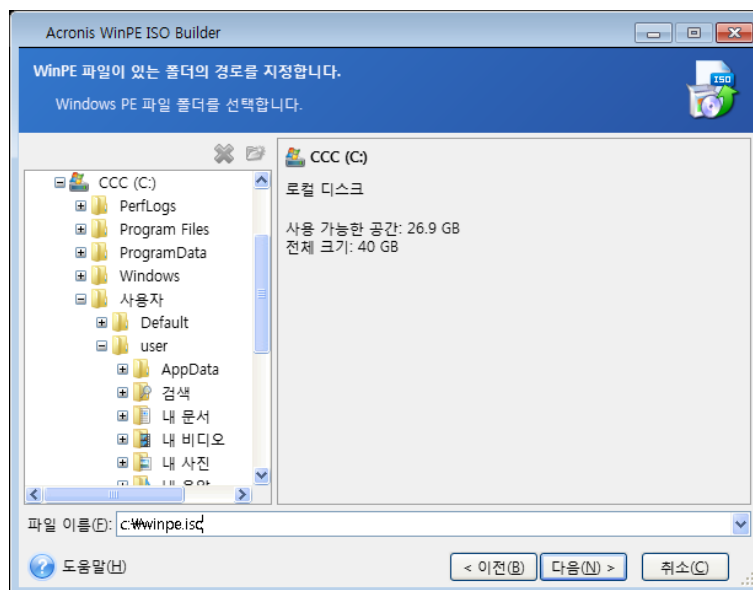 Acronis WinPE ISO Builder
WinPE 파일이 있는 폴더의 경로를 지정합니다.
Windows PE 파일 폴더를 선택합니다.
ISO
CCC (C:)
PerfLogs
Program Files
ProgramData
Windows
사용자
Default
user
AppData
검색
내 문서
내 비디오
내 사진
CCC (C:)
로컬 디스크
사용 가능한 공간: 26.9 GB
전체 크기: 40 GB
파일 이름(F): c:₩winpe.iso
도움말(H)
< 이전(B) 다음(N) > 취소(C)